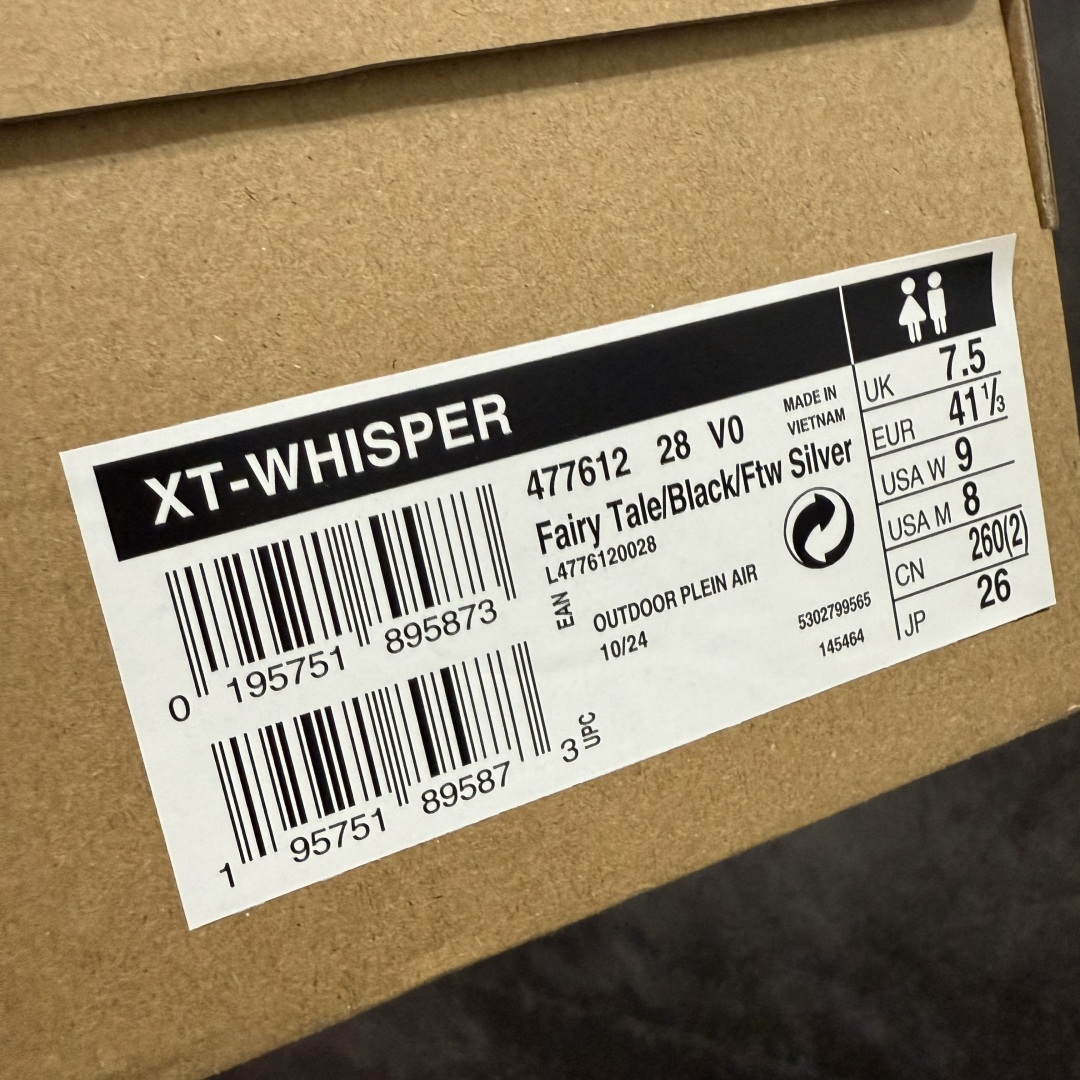 XT-WHISPER
477612 28 V0
MADE IN
VIETNAM
Fairy Tale/Black/Ftw Silver
L4776120028
EAN
OUTDOOR PLEIN AIR
10/24
5302799565
145464
0 195751 895873
1 95751 89587 3
UPC
UK 7.5
EUR 41⅓
USA W 9
USA M 8
CN 260(2)
JP 26